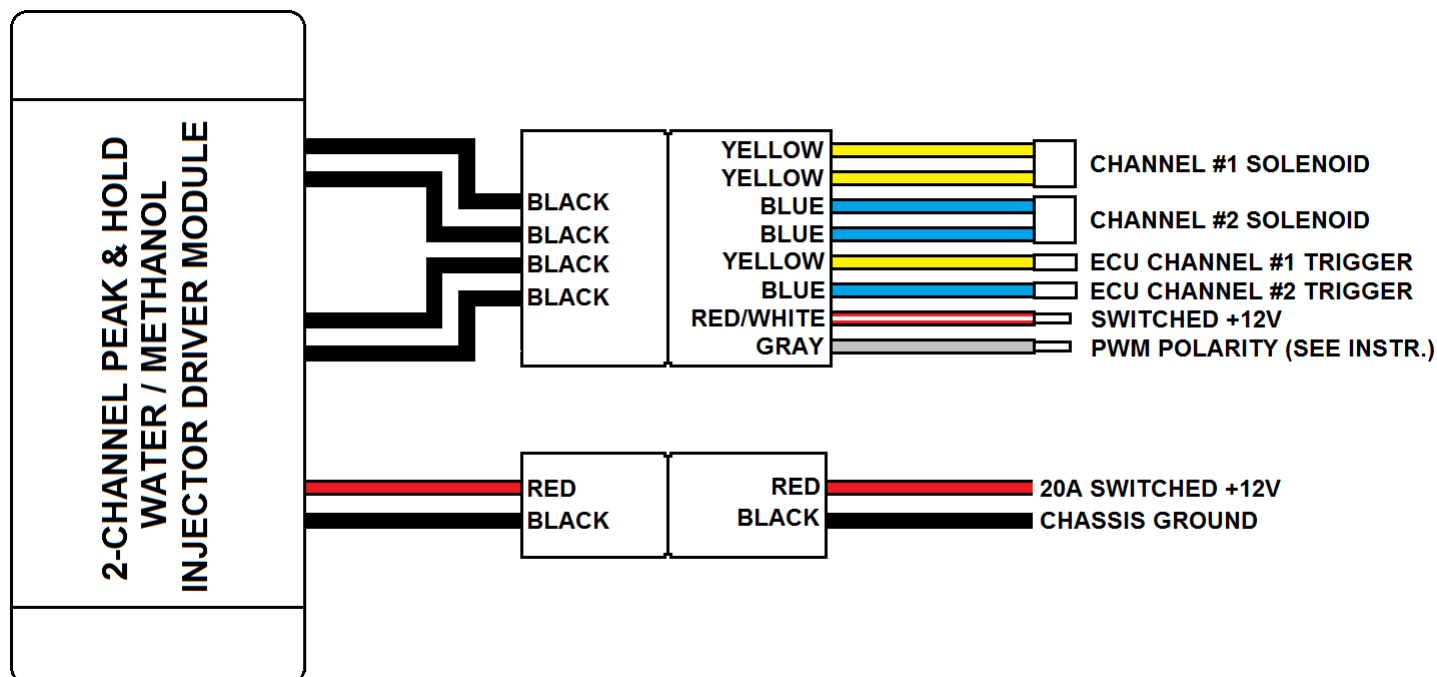 2-CHANNEL PEAK & HOLD
WATER / METHANOL
INJECTOR DRIVER MODULE
BLACK
BLACK
BLACK
BLACK
YELLOW
YELLOW
BLUE
BLUE
YELLOW
BLUE
RED/WHITE
GRAY
CHANNEL #1 SOLENOID
CHANNEL #2 SOLENOID
ECU CHANNEL #1 TRIGGER
ECU CHANNEL #2 TRIGGER
SWITCHED +12V
PWM POLARITY (SEE INSTR.)
RED
BLACK
RED
BLACK
20A SWITCHED +12V
CHASSIS GROUND